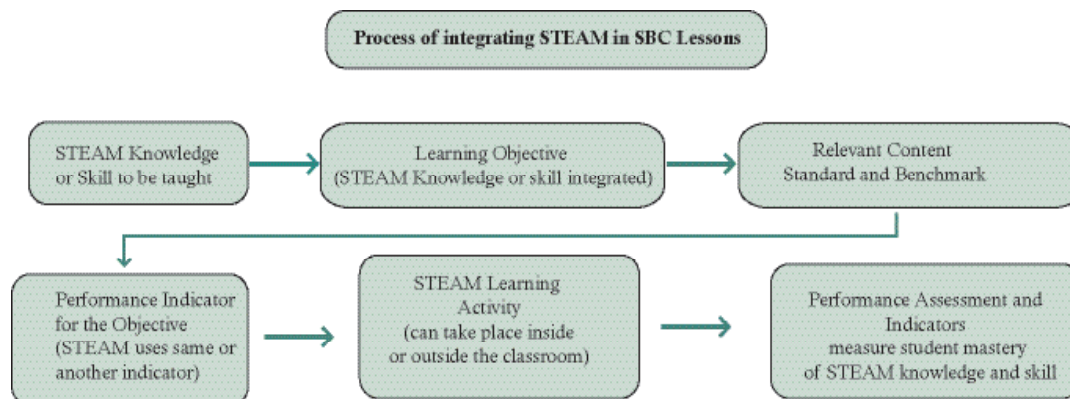 Process of integrating STEAM in SBC Lessons
STEAM Knowledge
or Skill to be taught
Learning Objective
(STEAM Knowledge or skill integrated)
Relevant Content
Standard and Benchmark
Performance Indicator
for the Objective
(STEAM uses same or
another indicator)
STEAM Learning
Activity
(can take place inside
or outside the classroom)
Performance Assessment and
Indicators
measure student mastery
of STEAM knowledge and skill